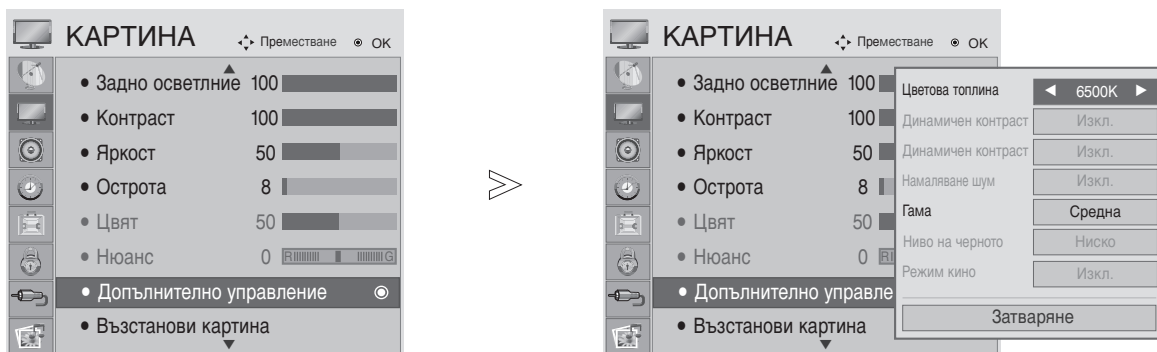 КАРТИНА Преместване OK
• Задно осветлние 100
• Контраст 100
• Яркост 50
• Острота 8
• Цвят 50
• Нюанс 0 R G
• Допълнително управление
• Възстанови картина
КАРТИНА Преместване OK
• Задно осветлние 100
• Контраст 100
• Яркост 50
• Острота 8
• Цвят 50
• Нюанс 0 R
• Допълнително управле
• Възстанови картина
Цветова топлина ◀ 6500K ▶
Динамичен контраст Изкл.
Динамичен контраст Изкл.
Намаляване шум Изкл.
Гама Средна
Ниво на черното Ниско
Режим кино Изкл.
Затваряне